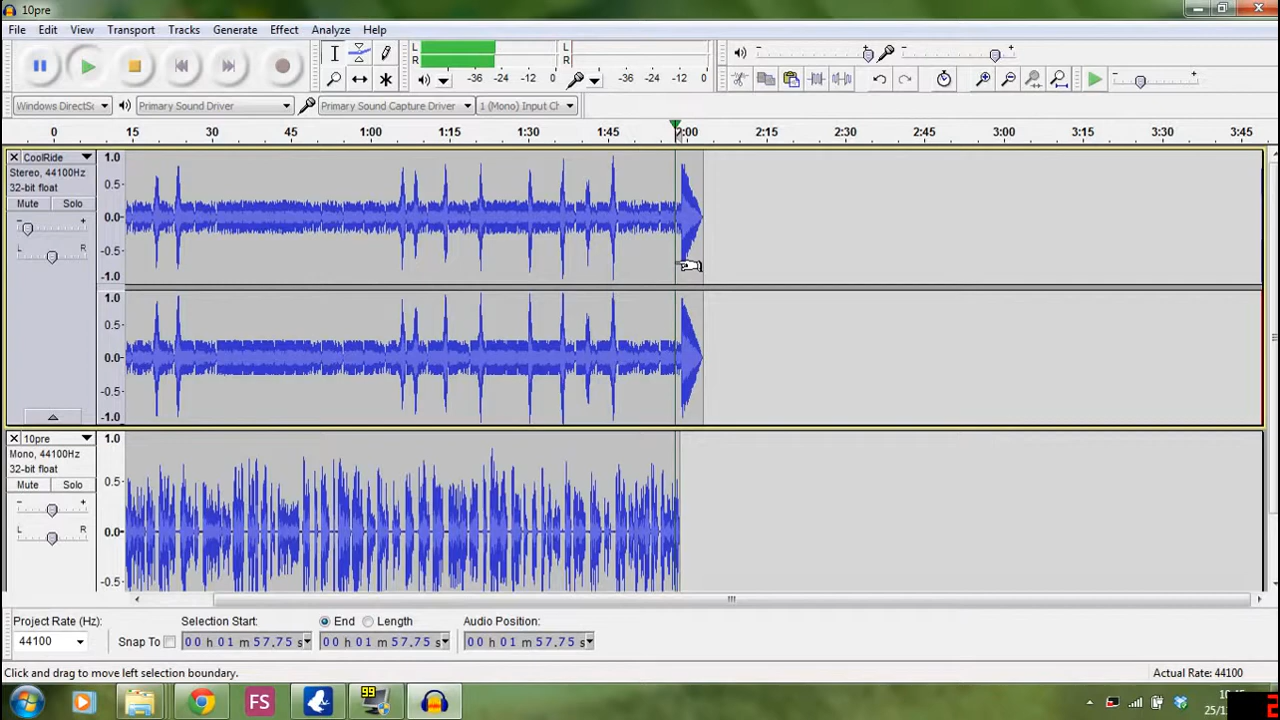 10pre
File Edit View Transport Tracks Generate Effect Analyze Help
L R -36 -24 -12 0 L R -36 -24 -12 0
Windows DirectS Primary Sound Driver Primary Sound Capture Driver 1 (Mono) Input Ch
0 15 30 45 1:00 1:15 1:30 1:45 2:00 2:15 2:30 2:45 3:00 3:15 3:30 3:45
CoolRide
Stereo, 44100Hz
32-bit float
Mute Solo
- +
L R
1.0
0.5
0.0
-0.5
-1.0
1.0
0.5
0.0
-0.5
-1.0
10pre
Mono, 44100Hz
32-bit float
Mute Solo
- +
L R
1.0
0.5
0.0
-0.5
Project Rate (Hz): Selection Start: End Length Audio Position:
44100 Snap To 00 h 01 m 57.75 s 00 h 01 m 57.75 s 00 h 01 m 57.75 s
Click and drag to move left selection boundary. Actual Rate: 44100
FS 99